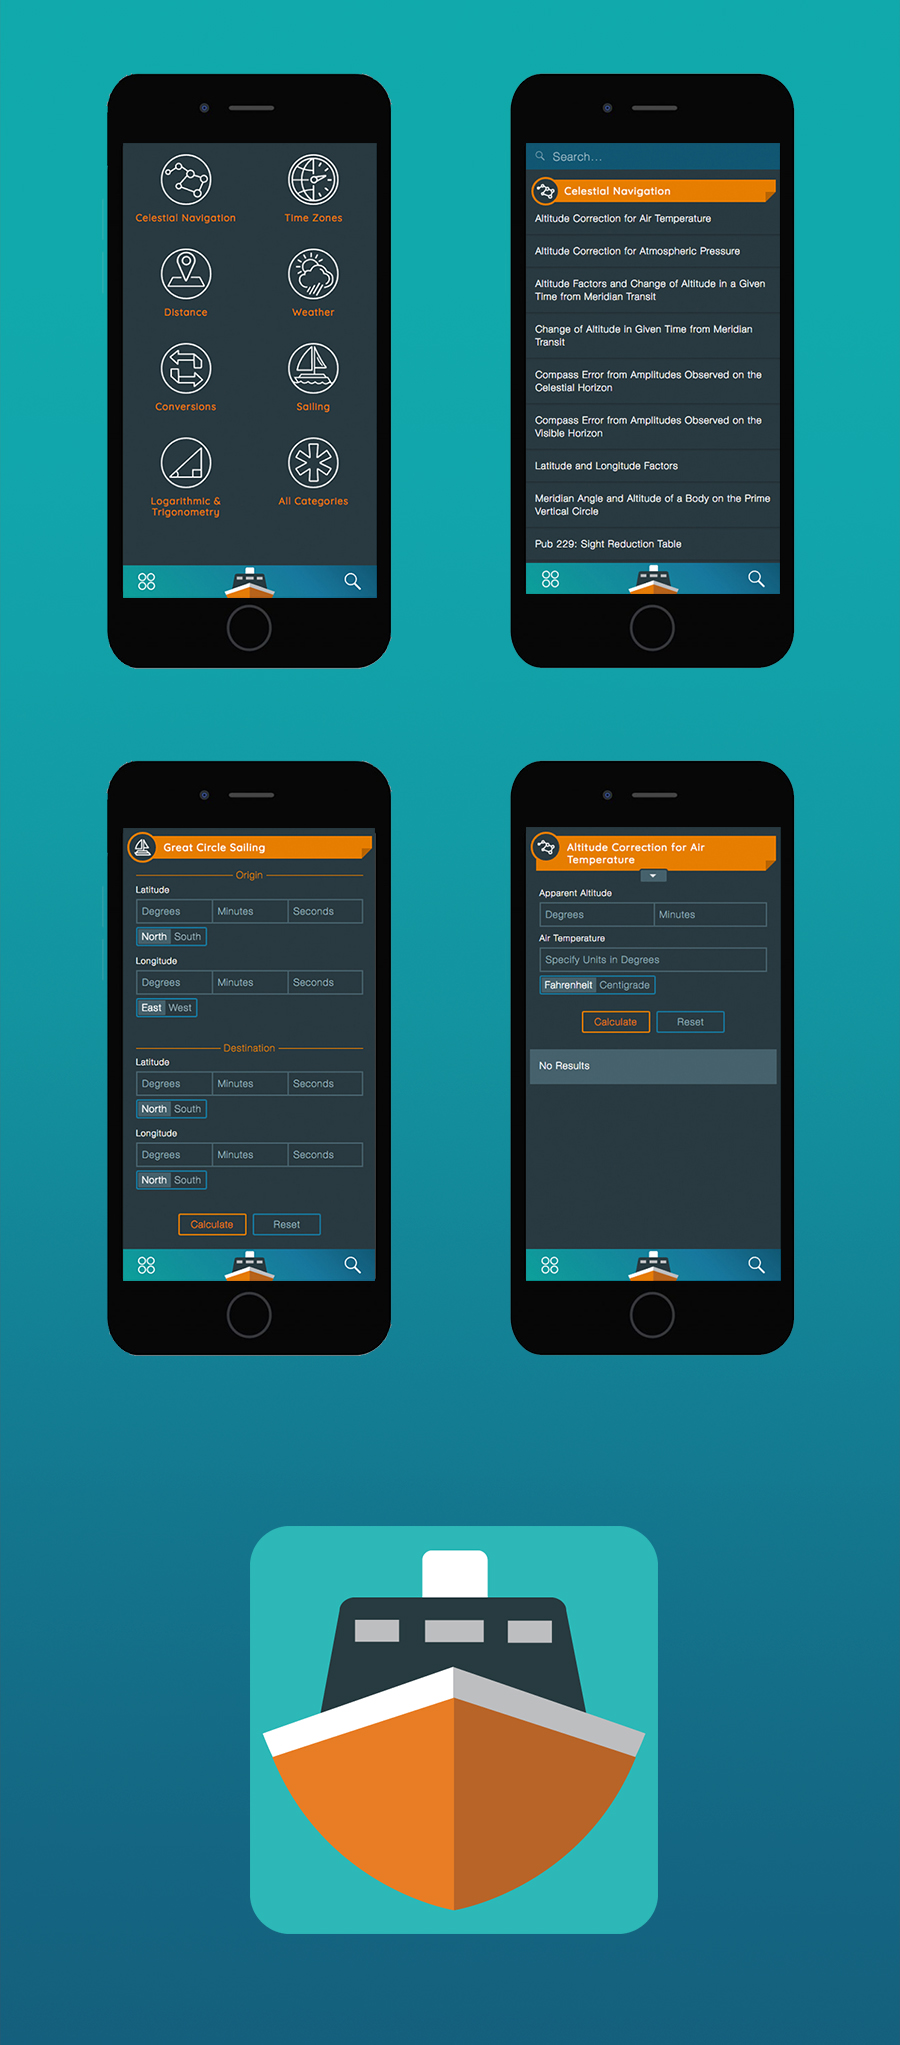 Celestial Navigation
Time Zones
Distance
Weather
Conversions
Sailing
Logarithmic &
Trigonometry
All Categories
Search...
Celestial Navigation
Altitude Correction for Air Temperature
Altitude Correction for Atmospheric Pressure
Altitude Factors and Change of Altitude in a Given
Time from Meridian Transit
Change of Altitude in Given Time from Meridian
Transit
Compass Error from Amplitudes Observed on the
Celestial Horizon
Compass Error from Amplitudes Observed on the
Visible Horizon
Latitude and Longitude Factors
Meridian Angle and Altitude of a Body on the Prime
Vertical Circle
Pub 229: Sight Reduction Table
Great Circle Sailing
Origin
Latitude
Degrees Minutes Seconds
North South
Longitude
Degrees Minutes Seconds
East West
Destination
Latitude
Degrees Minutes Seconds
North South
Longitude
Degrees Minutes Seconds
North South
Calculate Reset
Altitude Correction for Air
Temperature
Apparent Altitude
Degrees Minutes
Air Temperature
Specify Units in Degrees
Fahrenheit Centigrade
Calculate Reset
No Results